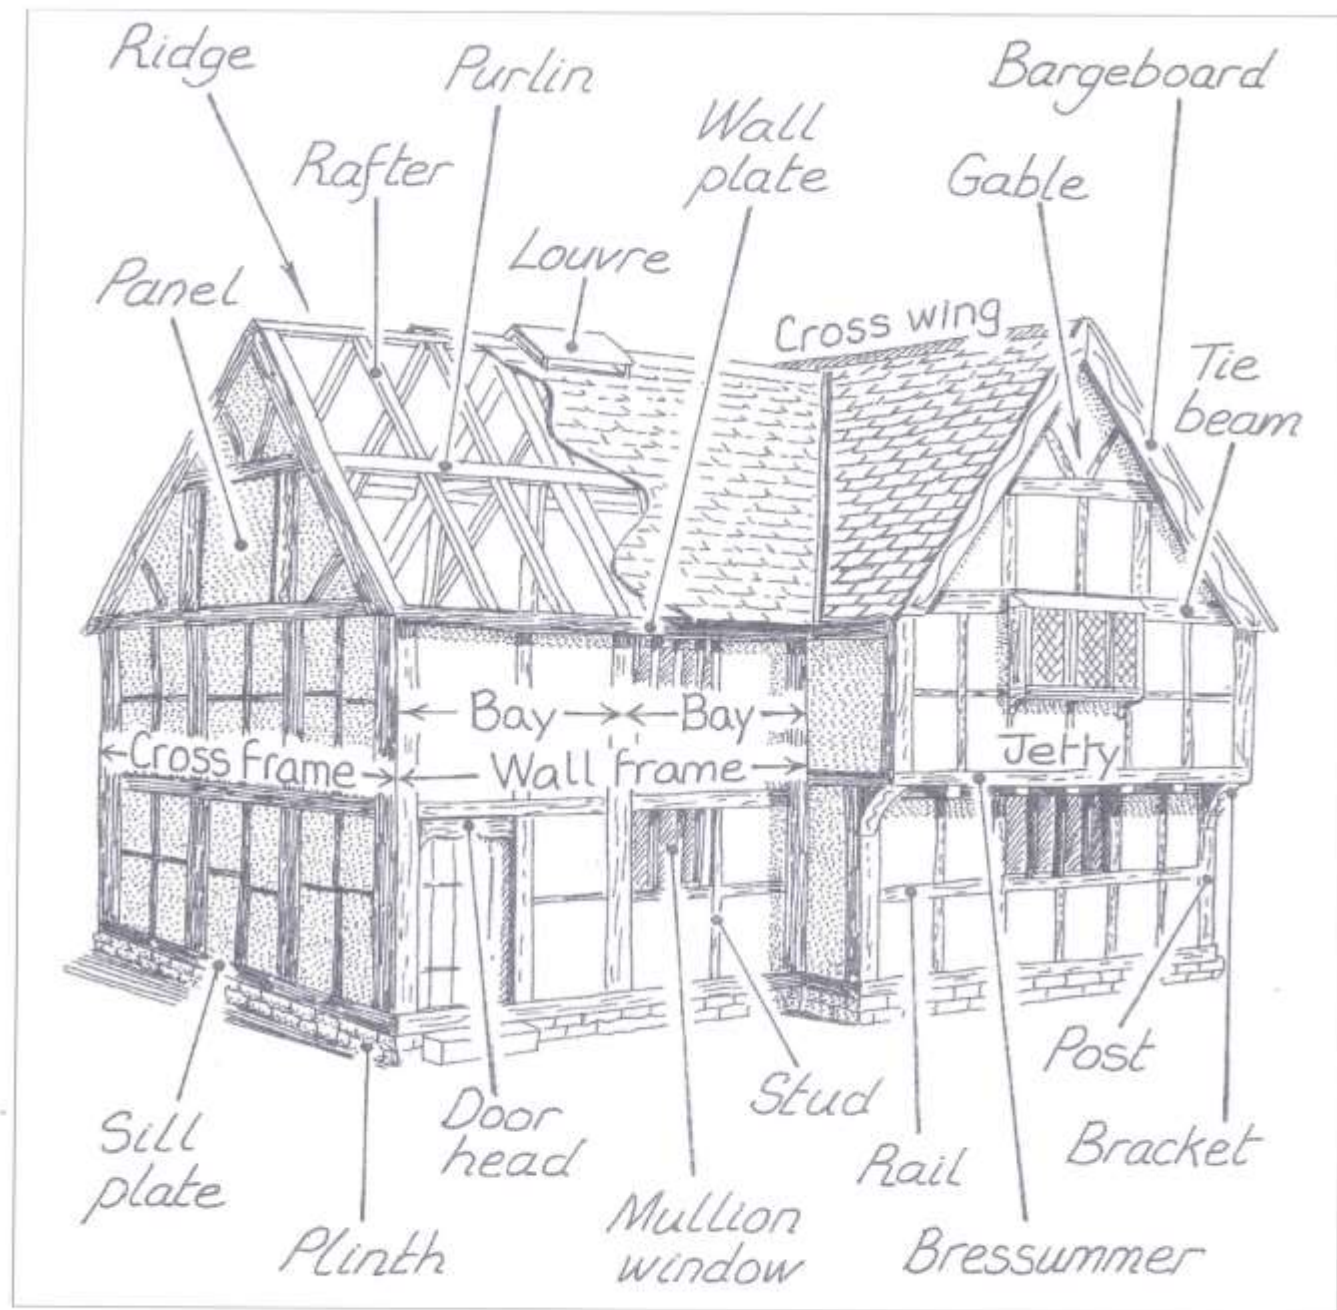 Ridge
Purlin
Bargeboard
Wall
plate
Rafter
Gable
Louvre
Panel
Cross wing
Tie
beam
Bay
Bay
Cross frame
Wall frame
Jetty
Sill
plate
Door
head
Stud
Post
Rail
Bracket
Plinth
Mullion
window
Bressummer